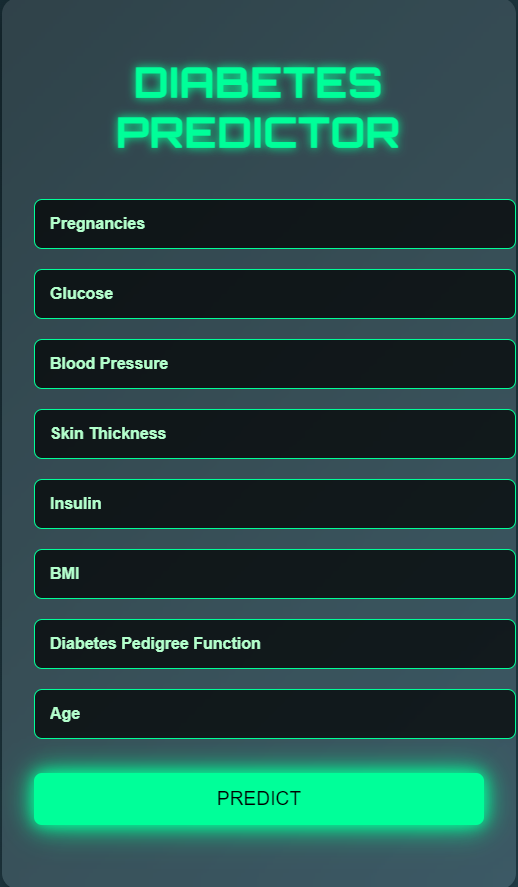 DIABETES
PREDICTOR
Pregnancies
Glucose
Blood Pressure
Skin Thickness
Insulin
BMI
Diabetes Pedigree Function
Age
PREDICT